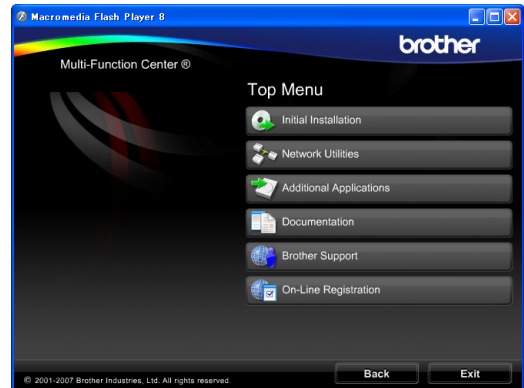 Macromedia Flash Player 8
brother
Multi-Function Center ®
Top Menu
Initial Installation
Network Utilities
Additional Applications
Documentation
Brother Support
On-Line Registration
Back
Exit
© 2001-2007 Brother Industries, Ltd. All rights reserved.